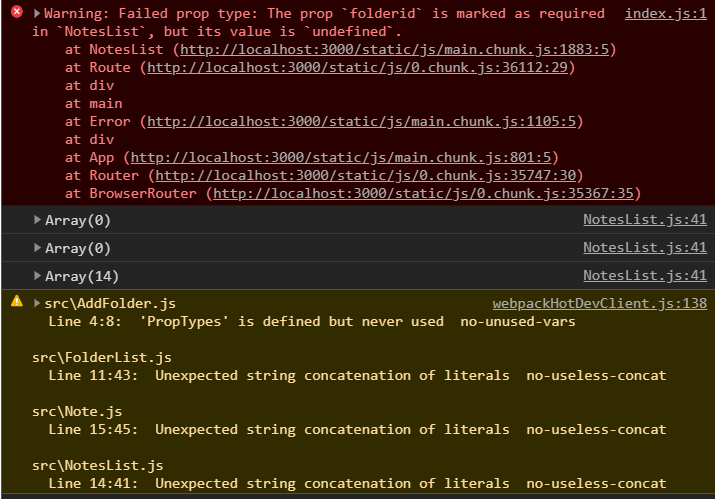 Warning: Failed prop type: The prop `folderid` is marked as required index.js:1
in `NotesList`, but its value is `undefined`.
at NotesList (http://localhost:3000/static/js/main.chunk.js:1883:5)
at Route (http://localhost:3000/static/js/0.chunk.js:36112:29)
at div
at main
at Error (http://localhost:3000/static/js/main.chunk.js:1105:5)
at div
at App (http://localhost:3000/static/js/main.chunk.js:801:5)
at Router (http://localhost:3000/static/js/0.chunk.js:35747:30)
at BrowserRouter (http://localhost:3000/static/js/0.chunk.js:35367:35)
Array(0) NotesList.js:41
Array(0) NotesList.js:41
Array(14) NotesList.js:41
src\AddFolder.js webpackHotDevClient.js:138
Line 4:8: 'PropTypes' is defined but never used no-unused-vars
src\FolderList.js
Line 11:43: Unexpected string concatenation of literals no-useless-concat
src\Note.js
Line 15:45: Unexpected string concatenation of literals no-useless-concat
src\NotesList.js
Line 14:41: Unexpected string concatenation of literals no-useless-concat